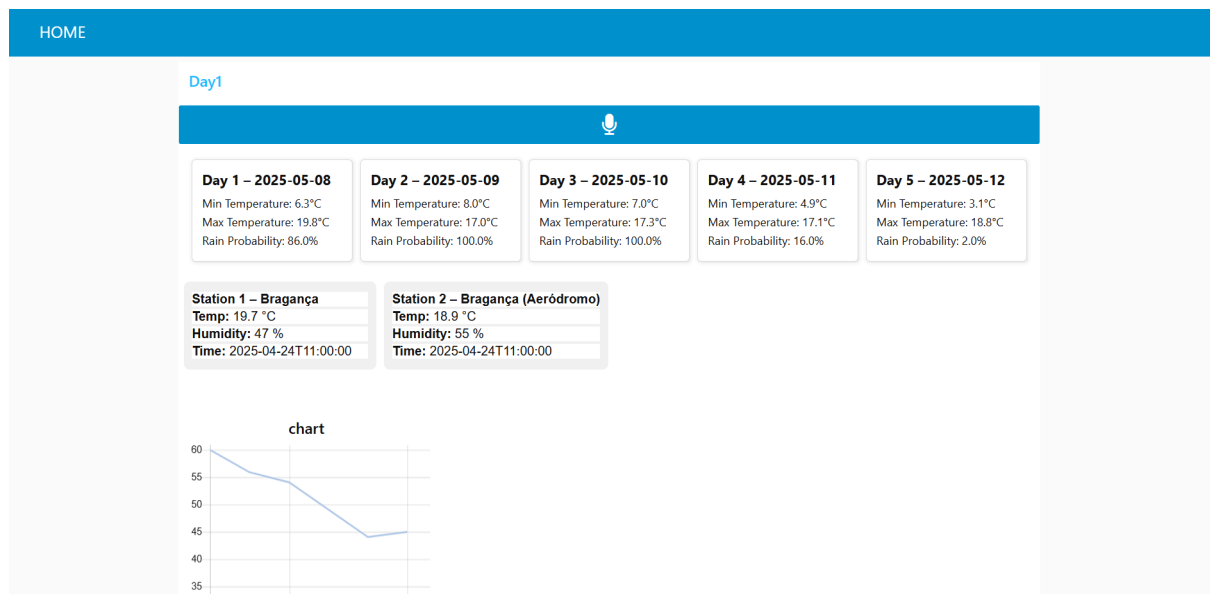 HOME
Day1
Day 1 – 2025-05-08
Min Temperature: 6.3°C
Max Temperature: 19.8°C
Rain Probability: 86.0%
Day 2 – 2025-05-09
Min Temperature: 8.0°C
Max Temperature: 17.0°C
Rain Probability: 100.0%
Day 3 – 2025-05-10
Min Temperature: 7.0°C
Max Temperature: 17.3°C
Rain Probability: 100.0%
Day 4 – 2025-05-11
Min Temperature: 4.9°C
Max Temperature: 17.1°C
Rain Probability: 16.0%
Day 5 – 2025-05-12
Min Temperature: 3.1°C
Max Temperature: 18.8°C
Rain Probability: 2.0%
Station 1 – Bragança
Temp: 19.7 °C
Humidity: 47 %
Time: 2025-04-24T11:00:00
Station 2 – Bragança (Aeródromo)
Temp: 18.9 °C
Humidity: 55 %
Time: 2025-04-24T11:00:00
chart
60
55
50
45
40
35